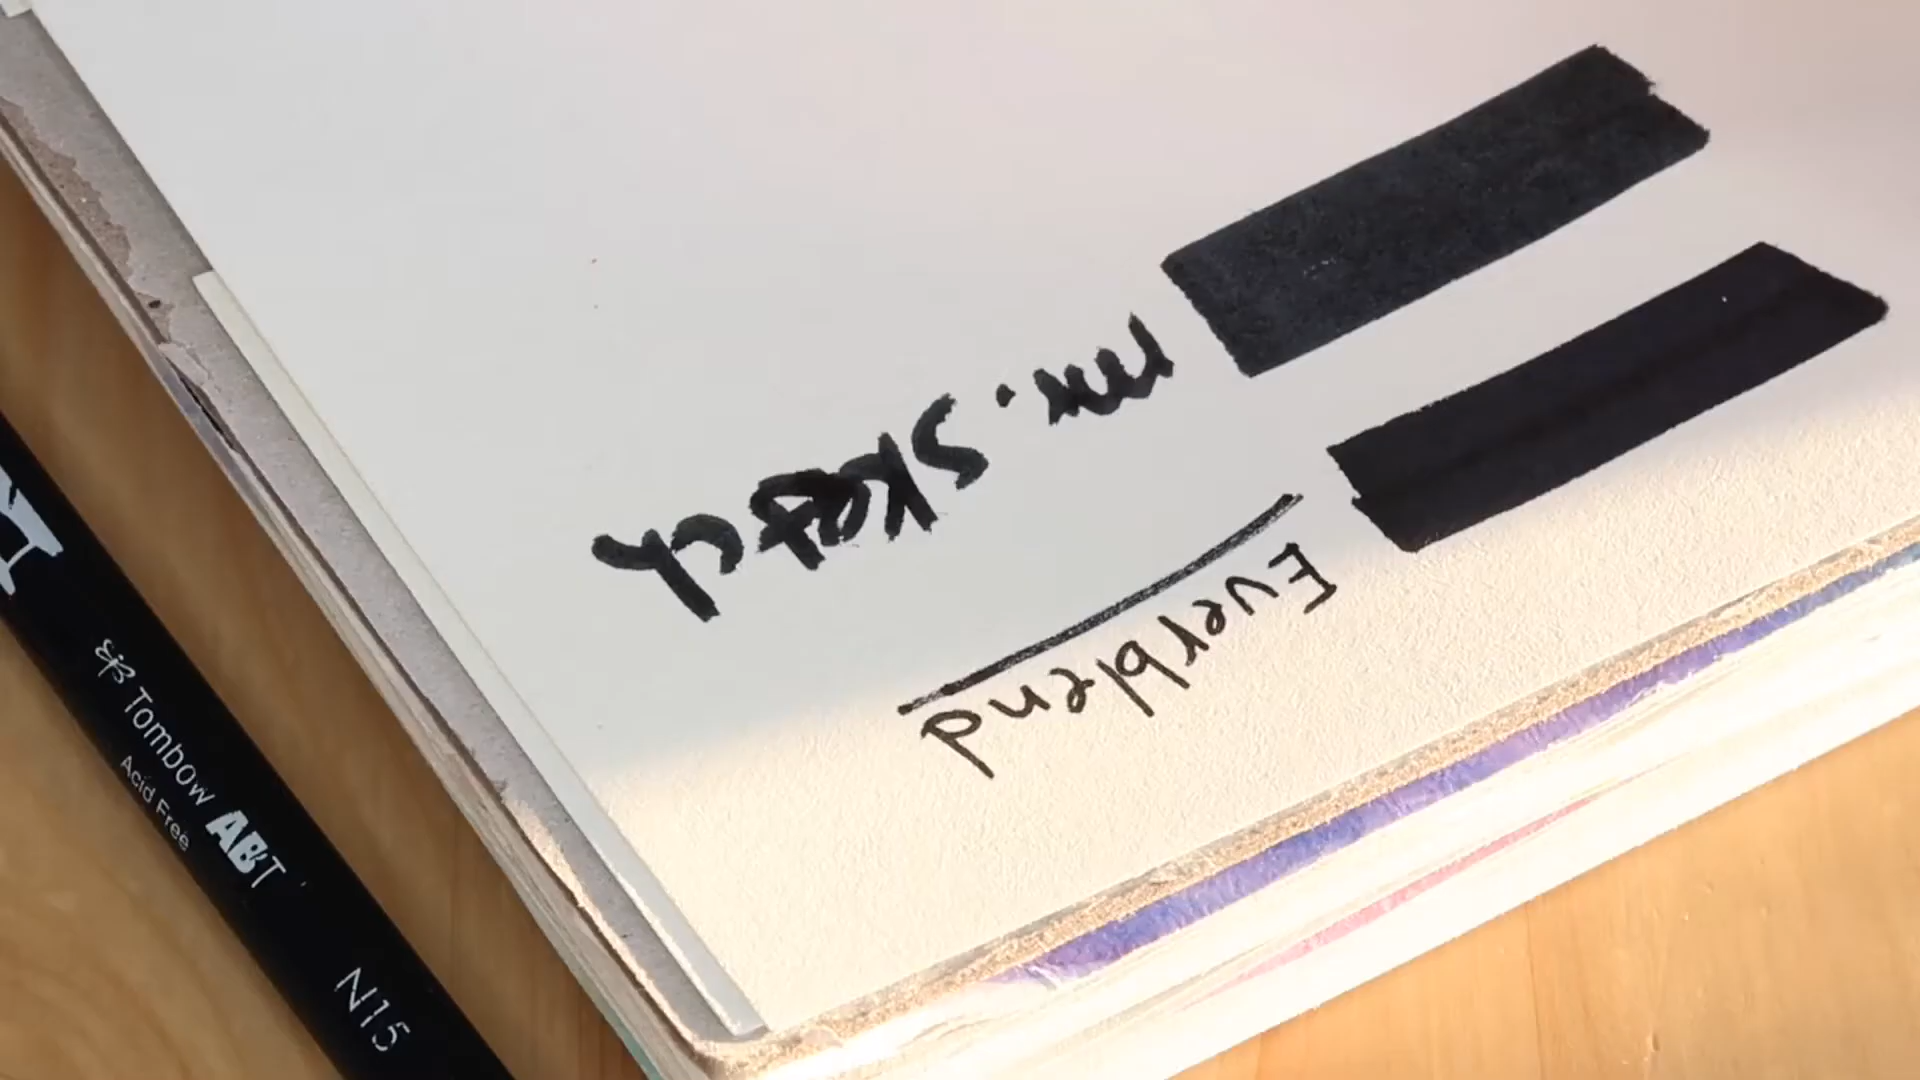 mr. sketch
Everblend
Tombow ABT
Acid Free
N15